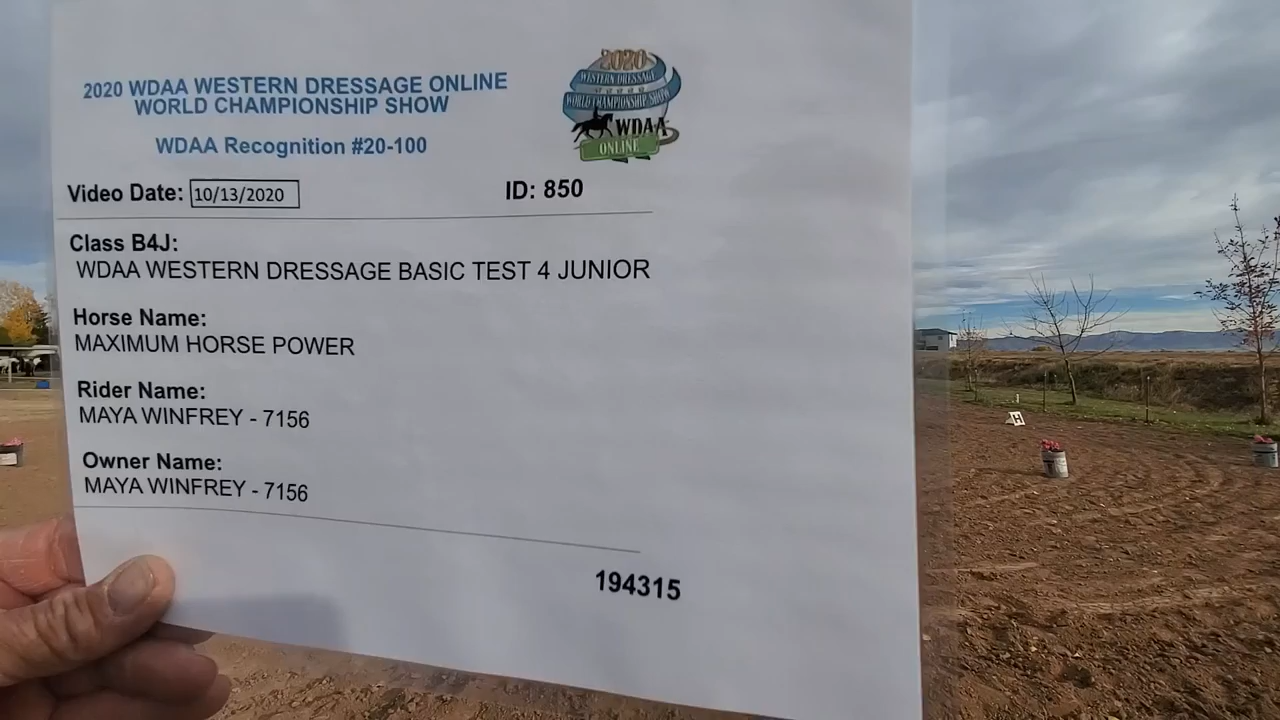 2020 WDAA WESTERN DRESSAGE ONLINE
WORLD CHAMPIONSHIP SHOW
WDAA Recognition #20-100
2020
WESTERN DRESSAGE
WORLD CHAMPIONSHIP SHOW
WDAA
ONLINE
Video Date: 10/13/2020
ID: 850
Class B4J:
WDAA WESTERN DRESSAGE BASIC TEST 4 JUNIOR
Horse Name:
MAXIMUM HORSE POWER
Rider Name:
MAYA WINFREY - 7156
Owner Name:
MAYA WINFREY - 7156
194315
H